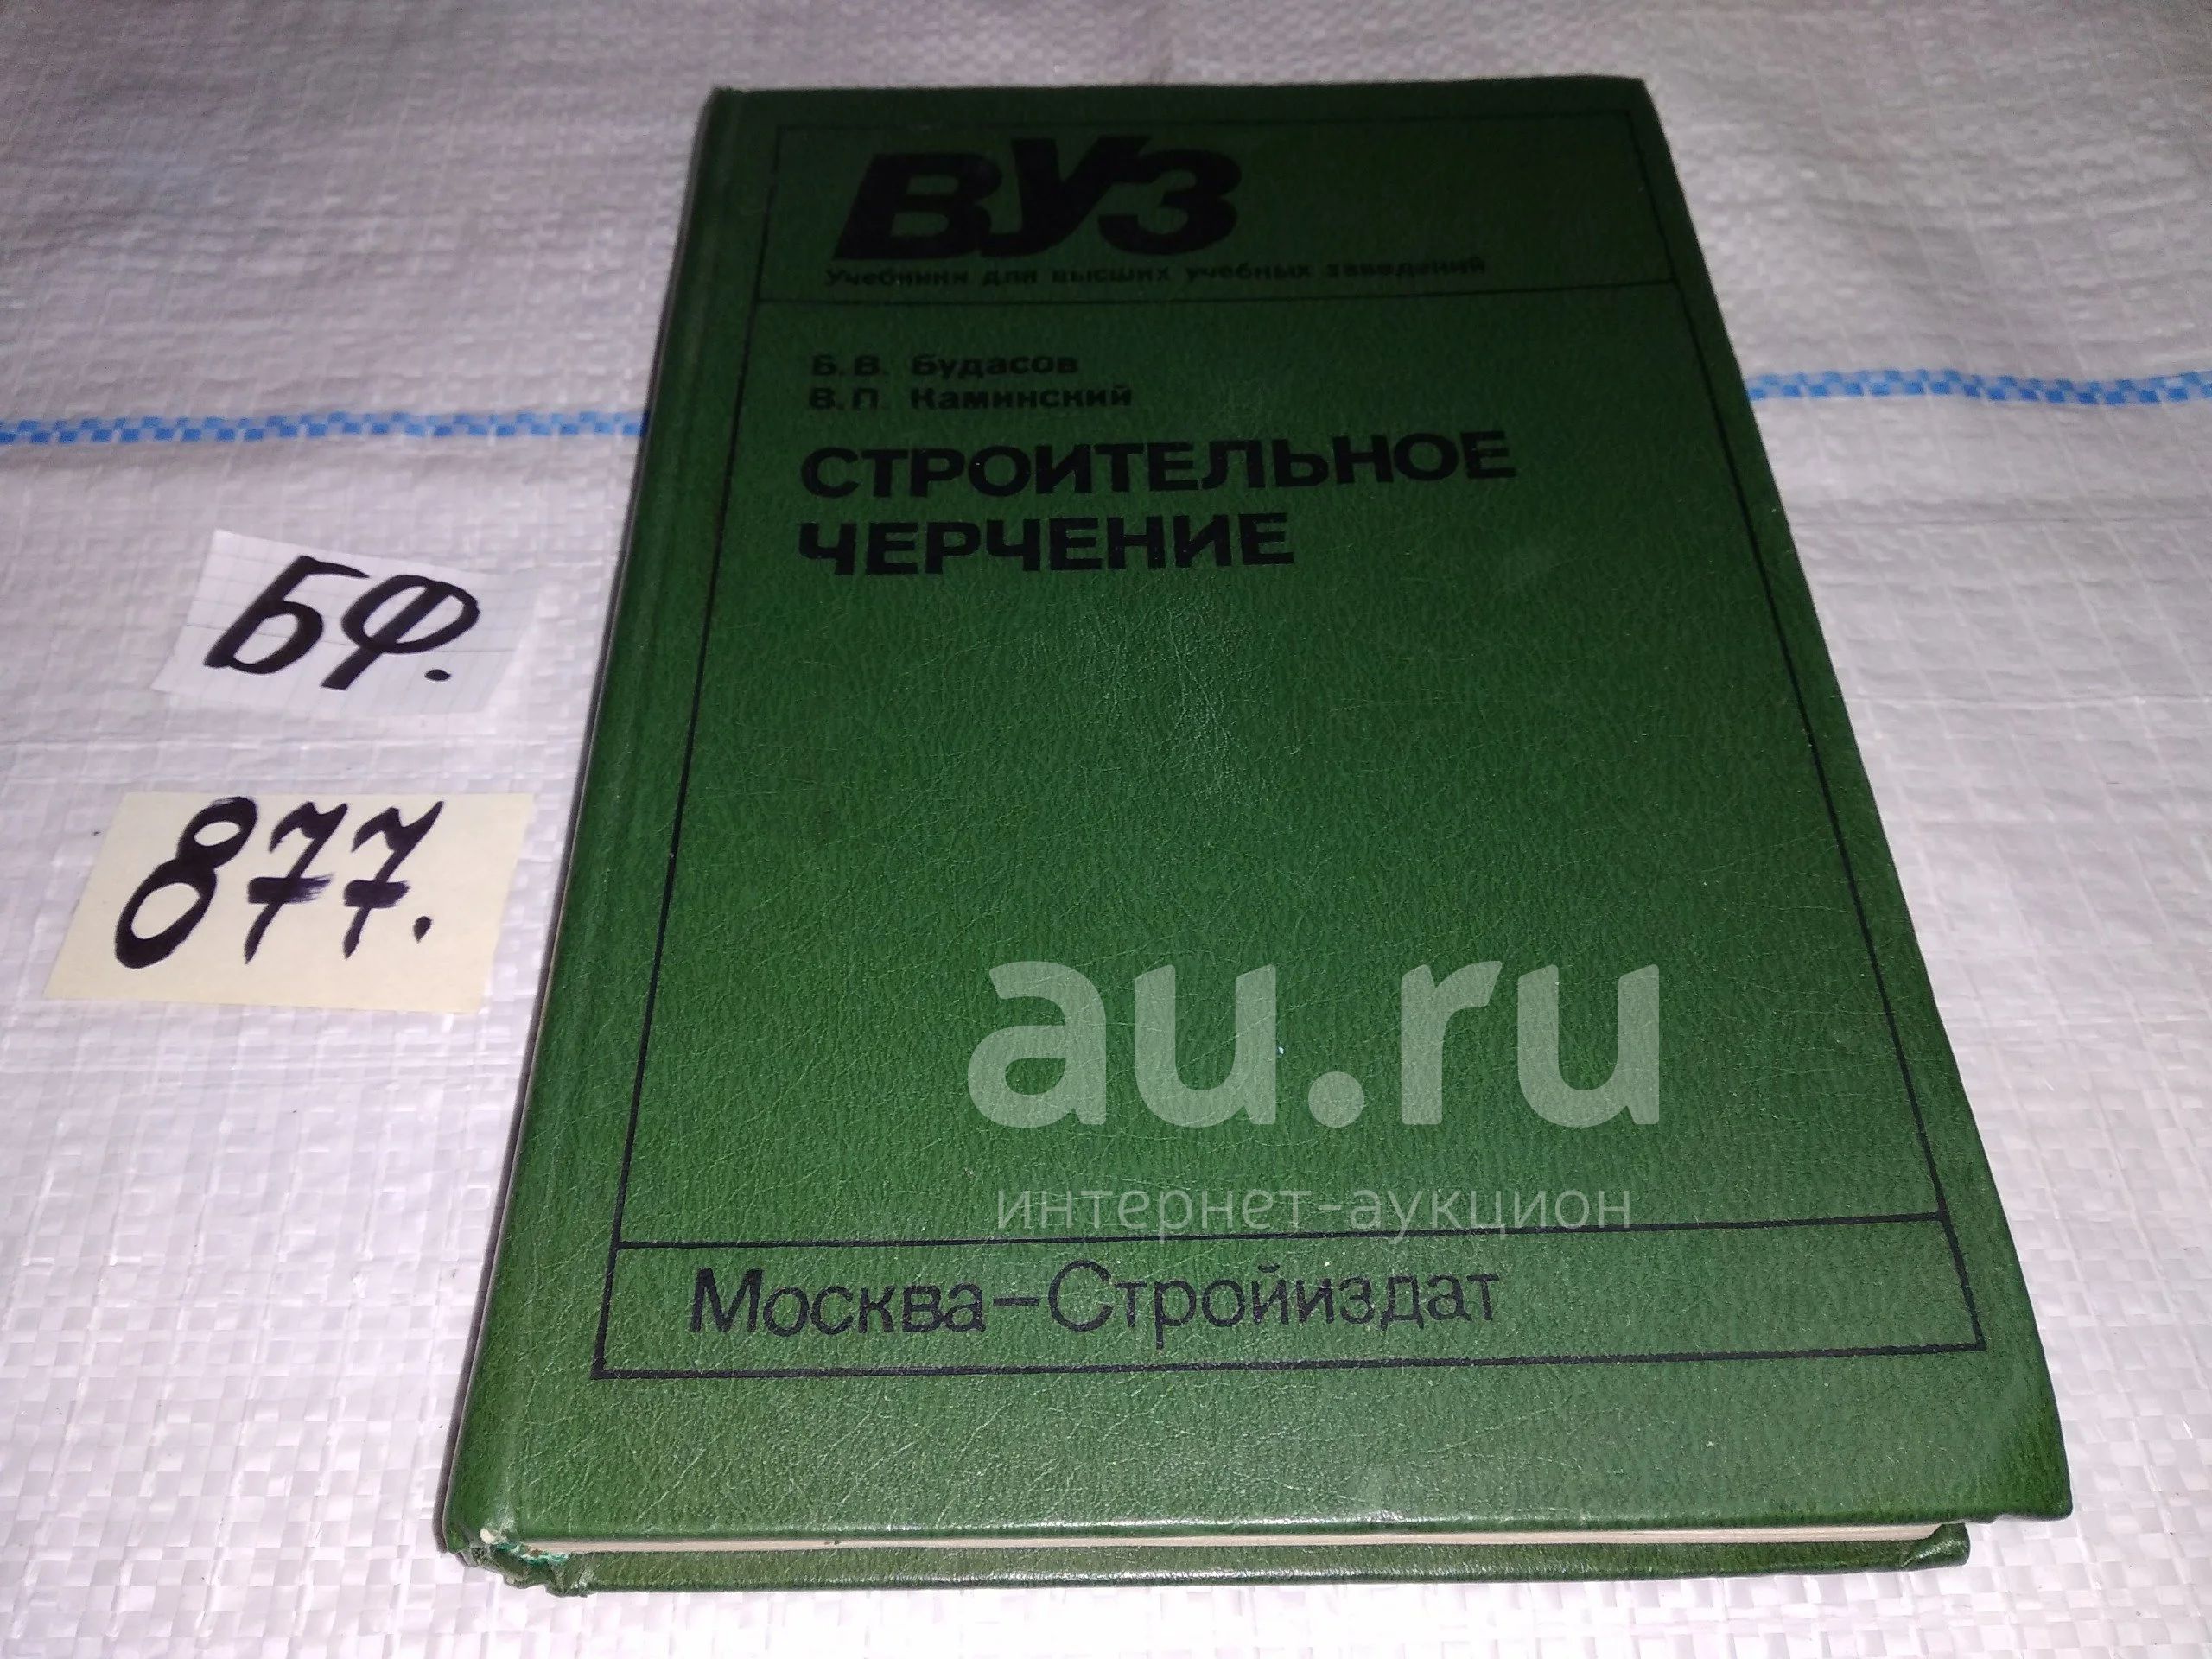 ВУЗ
Учебники для высших учебных заведений
Б. В. Будасов
В. П. Каминский
СТРОИТЕЛЬНОЕ
ЧЕРЧЕНИЕ
БФ.
877.
au.ru
интернет-аукцион
Москва–Стройиздат